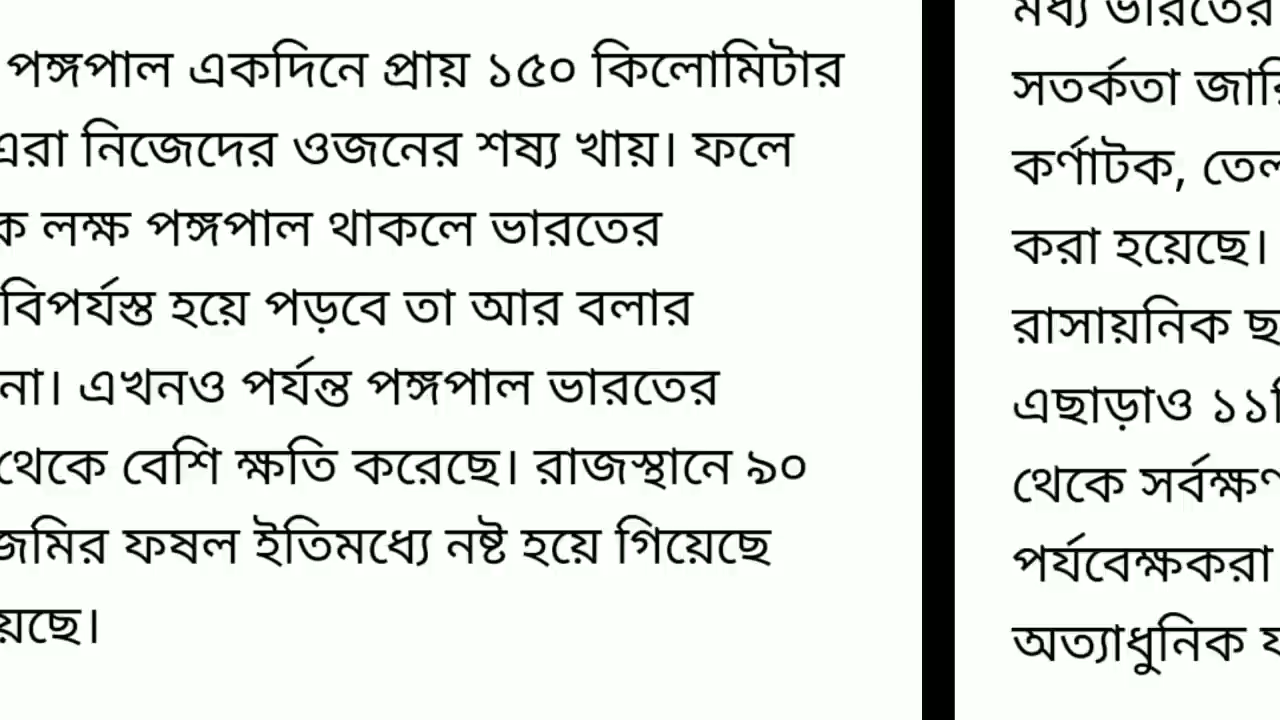 পঙ্গপাল একদিনে প্রায় ১৫০ কিলোমিটার
এরা নিজেদের ওজনের শষ্য খায়। ফলে
লক্ষ পঙ্গপাল থাকলে ভারতের
বিপর্যস্ত হয়ে পড়বে তা আর বলার
না। এখনও পর্যন্ত পঙ্গপাল ভারতের
থেকে বেশি ক্ষতি করেছে। রাজস্থানে ৯০
জমির ফষল ইতিমধ্যে নষ্ট হয়ে গিয়েছে
মধ্য ভারতের
সতর্কতা
কর্ণাটক,
করা হয়েছে।
রাসায়নিক
এছাড়াও
থেকে
পর্যবেক্ষকরা
অত্যাধুনিক